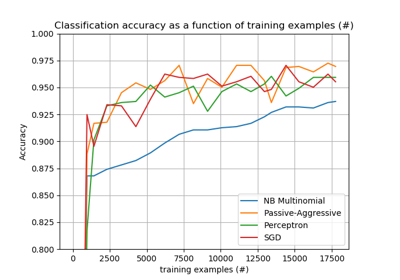 Classification accuracy as a function of training examples (#)
1.000
0.975
0.950
0.925
0.900
0.875
0.850
0.825
0.800
Accuracy
0 2500 5000 7500 10000 12500 15000 17500
training examples (#)
NB Multinomial
Passive-Aggressive
Perceptron
SGD